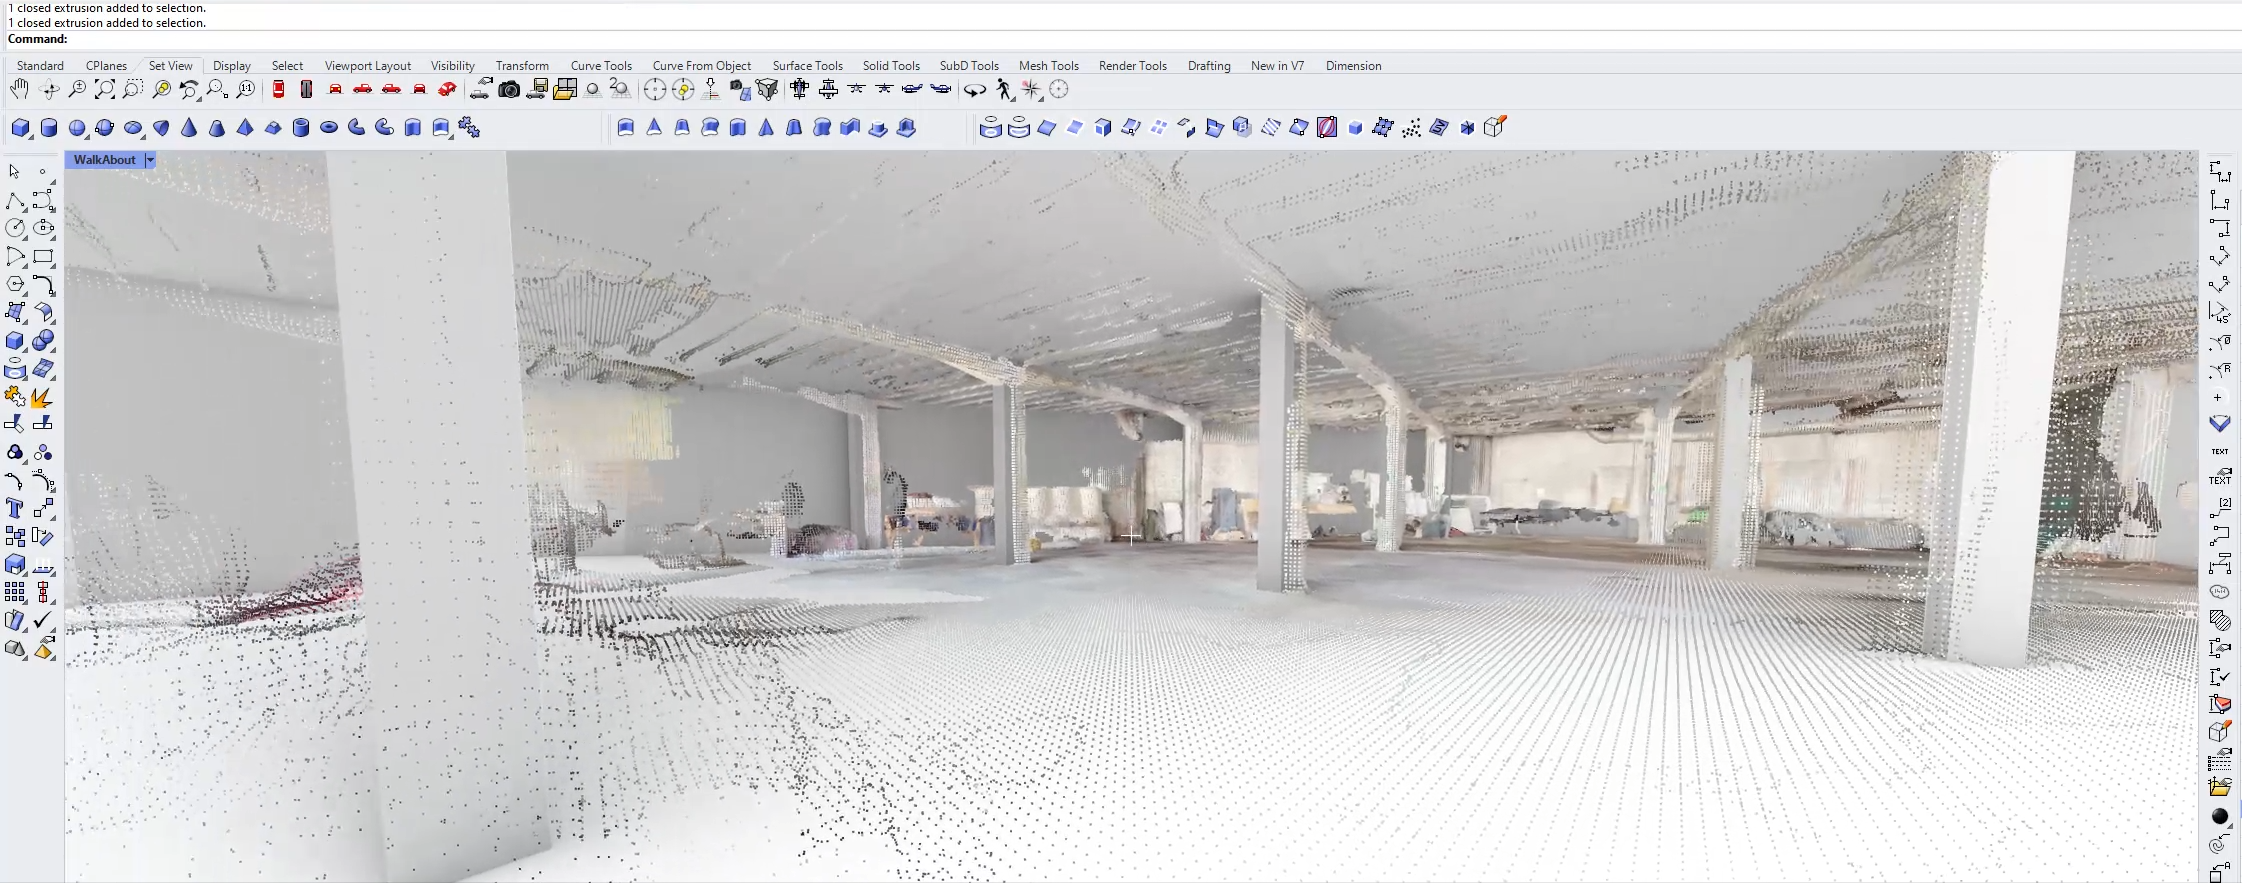 1 closed extrusion added to selection.
1 closed extrusion added to selection.
Command:
Standard CPlanes Set View Display Select Viewport Layout Visibility Transform Curve Tools Curve From Object Surface Tools Solid Tools SubD Tools Mesh Tools Render Tools Drafting New in V7 Dimension
WalkAbout
TEXT
TEXT
[2]